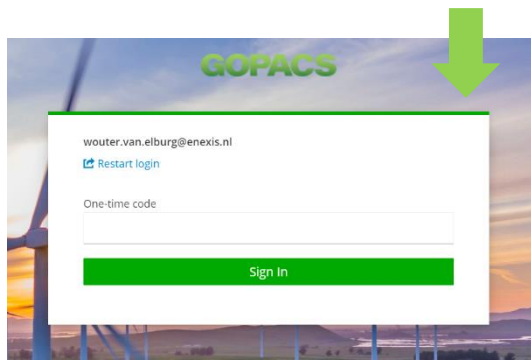 GOPACS
wouter.van.elburg@enexis.nl
Restart login
One-time code
Sign In